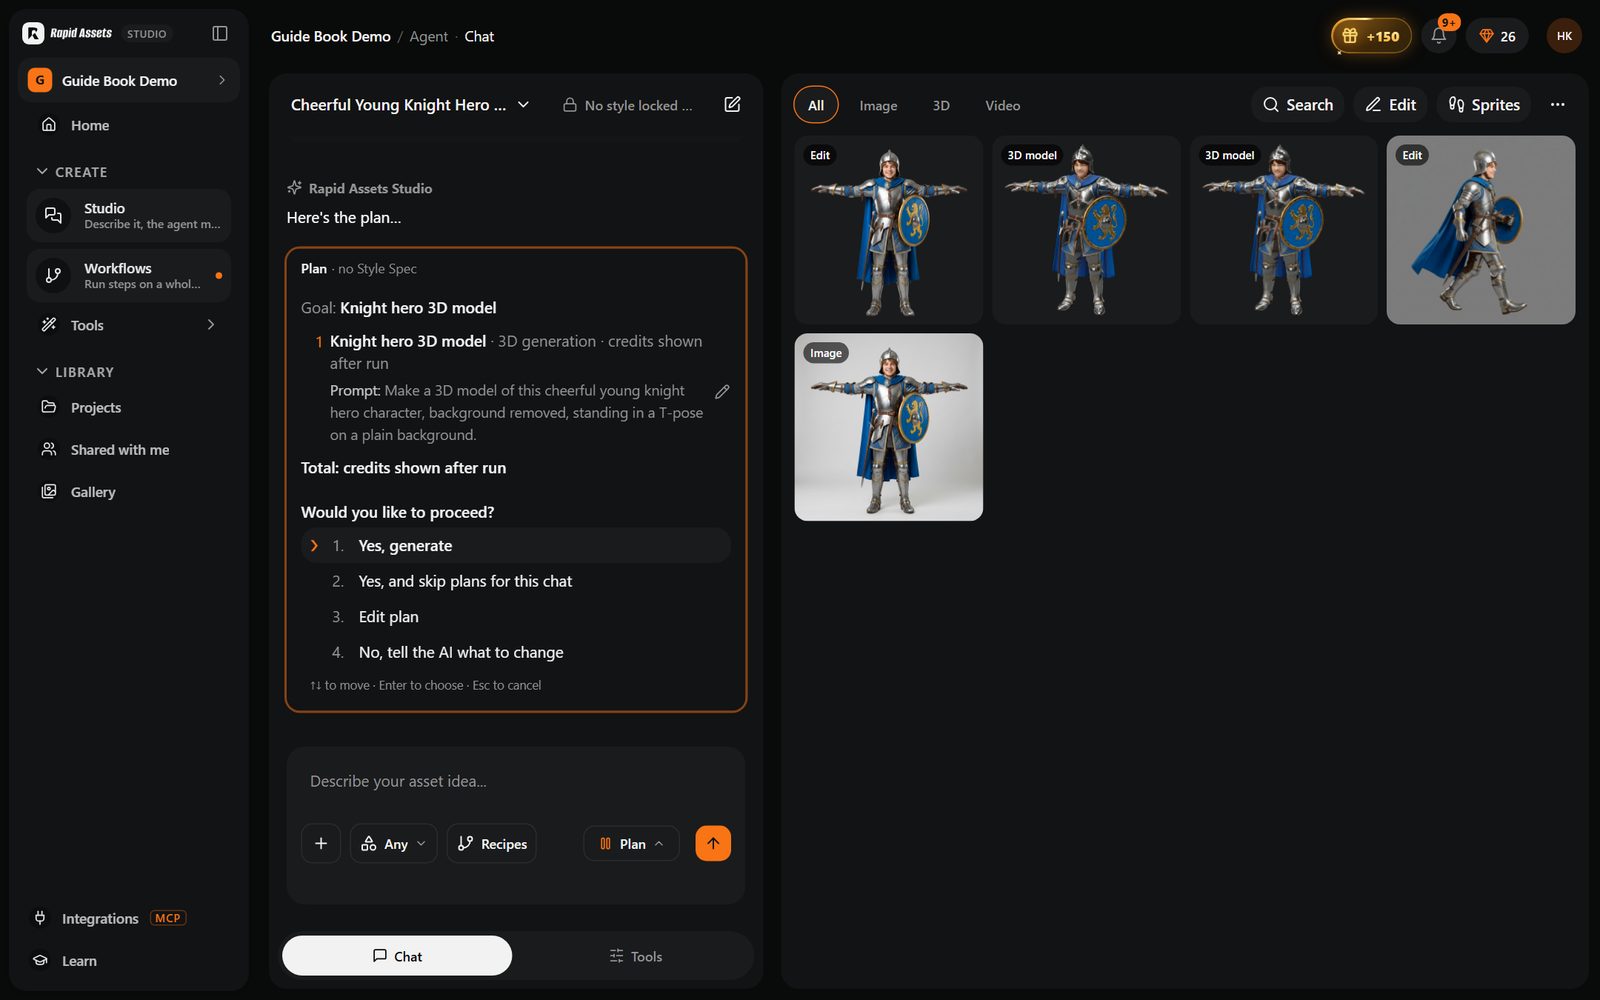 Rapid Assets STUDIO
G Guide Book Demo
Home
CREATE
Studio
Describe it, the agent m...
Workflows
Run steps on a whol...
Tools
LIBRARY
Projects
Shared with me
Gallery
Integrations MCP
Learn
Guide Book Demo / Agent · Chat
+150
9+
26
HK
Cheerful Young Knight Hero ...
No style locked ...
Rapid Assets Studio
Here's the plan...
Plan · no Style Spec
Goal: Knight hero 3D model
1 Knight hero 3D model · 3D generation · credits shown
after run
Prompt: Make a 3D model of this cheerful young knight
hero character, background removed, standing in a T-pose
on a plain background.
Total: credits shown after run
Would you like to proceed?
1. Yes, generate
2. Yes, and skip plans for this chat
3. Edit plan
4. No, tell the AI what to change
↑↓ to move · Enter to choose · Esc to cancel
Describe your asset idea...
Any
Recipes
Plan
Chat
Tools
All Image 3D Video
Search Edit Sprites
Edit
3D model
3D model
Edit
Image